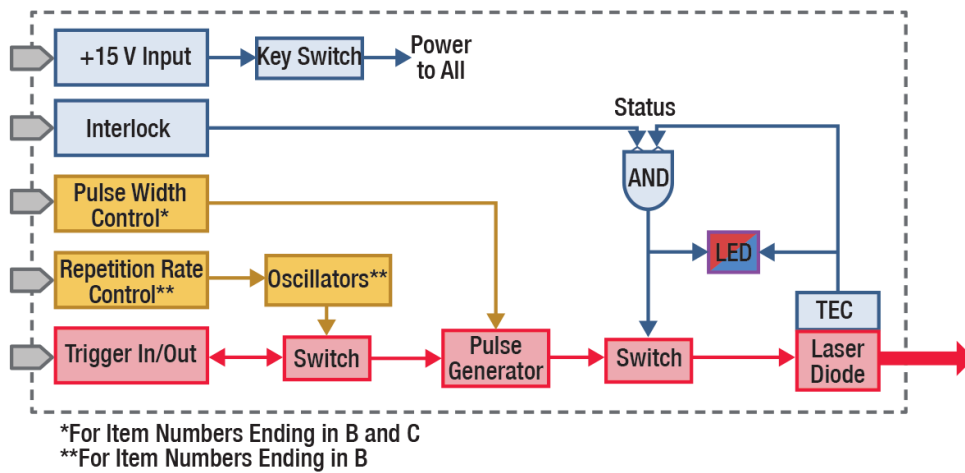 +15 V Input
Key Switch
Power
to All
Interlock
Status
AND
Pulse Width
Control*
LED
Repetition Rate
Control**
Oscillators**
TEC
Trigger In/Out
Switch
Pulse
Generator
Switch
Laser
Diode
*For Item Numbers Ending in B and C
**For Item Numbers Ending in B